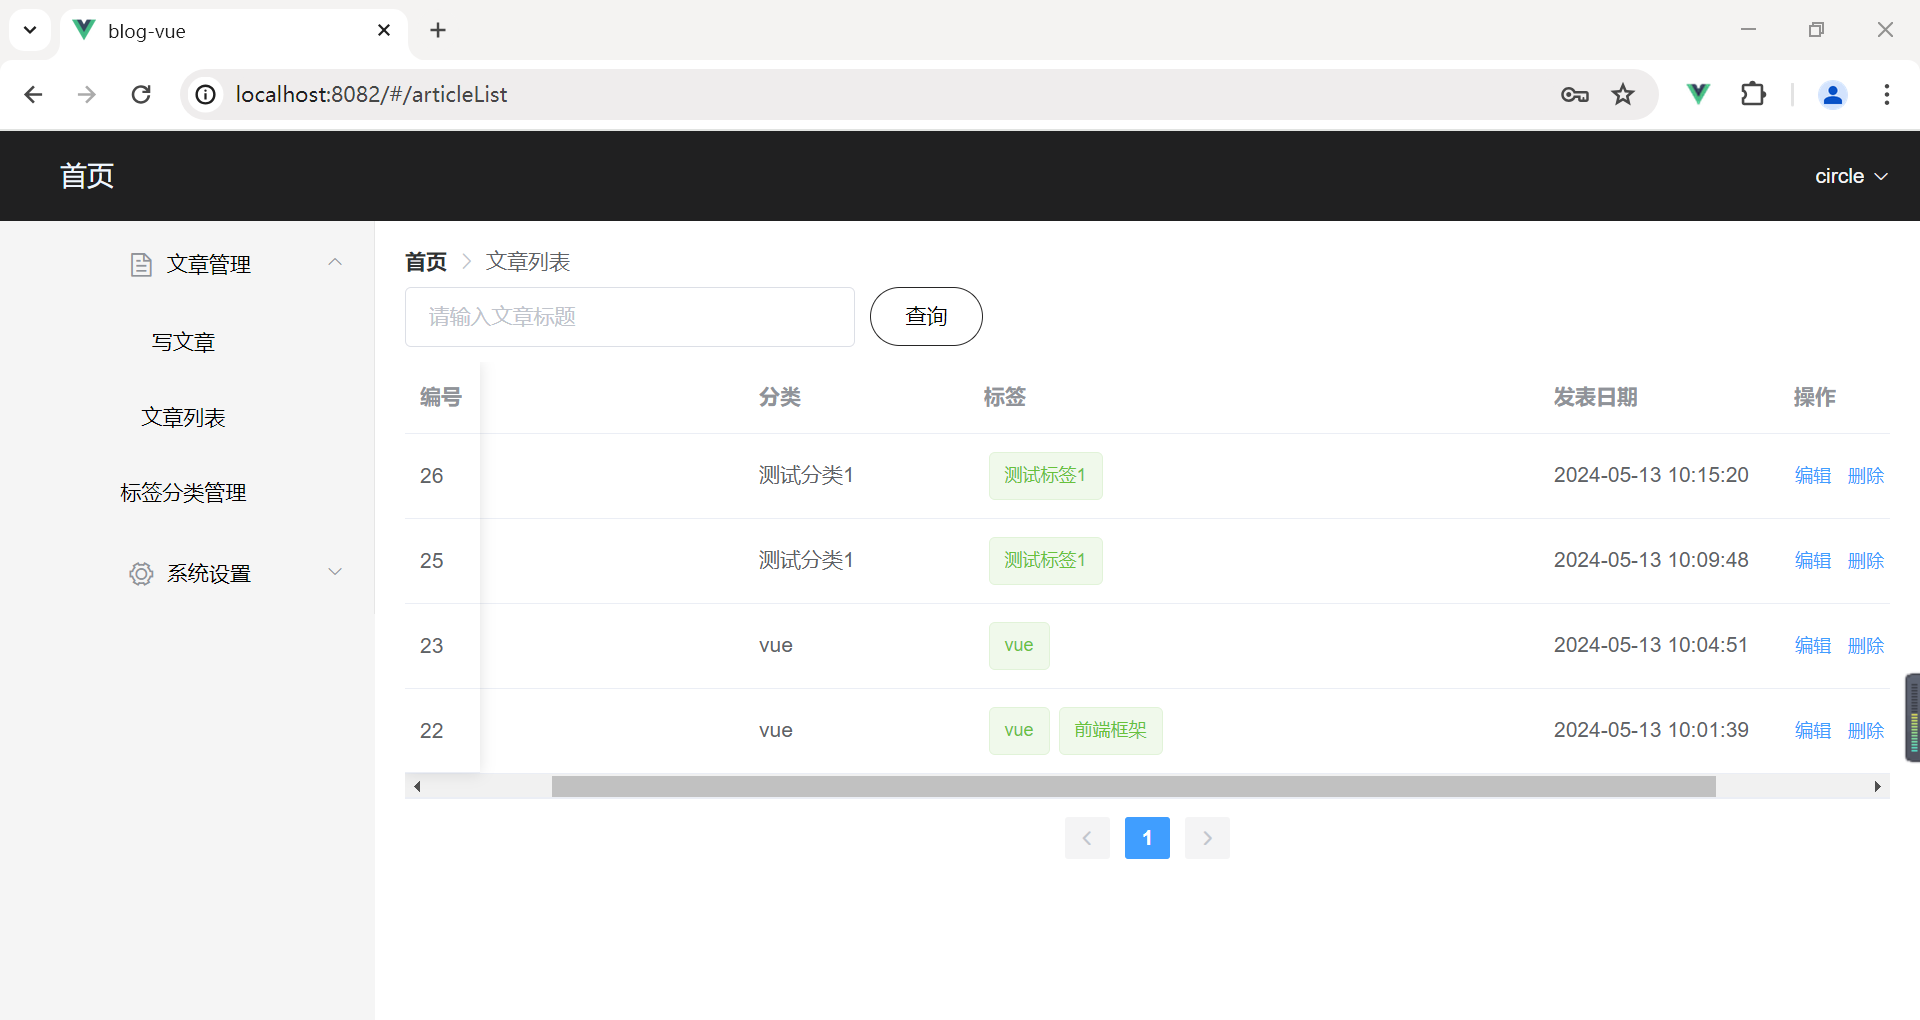 blog-vue
localhost:8082/#/articleList
首页
circle
文章管理
写文章
文章列表
标签分类管理
系统设置
首页 文章列表
请输入文章标题 查询
编号 分类 标签 发表日期 操作
26 测试分类1 测试标签1 2024-05-13 10:15:20 编辑 删除
25 测试分类1 测试标签1 2024-05-13 10:09:48 编辑 删除
23 vue vue 2024-05-13 10:04:51 编辑 删除
22 vue vue 前端框架 2024-05-13 10:01:39 编辑 删除
1